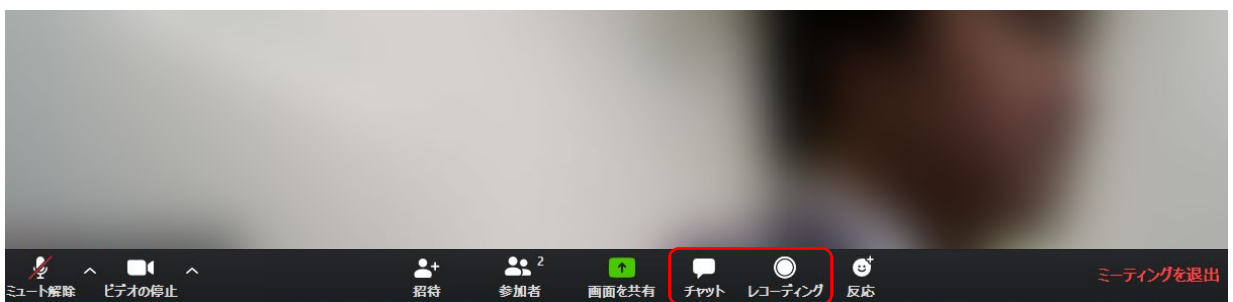 2
ミュート解除
ビデオの停止
招待
参加者
画面を共有
チャット
レコーディング
反応
ミーティングを退出